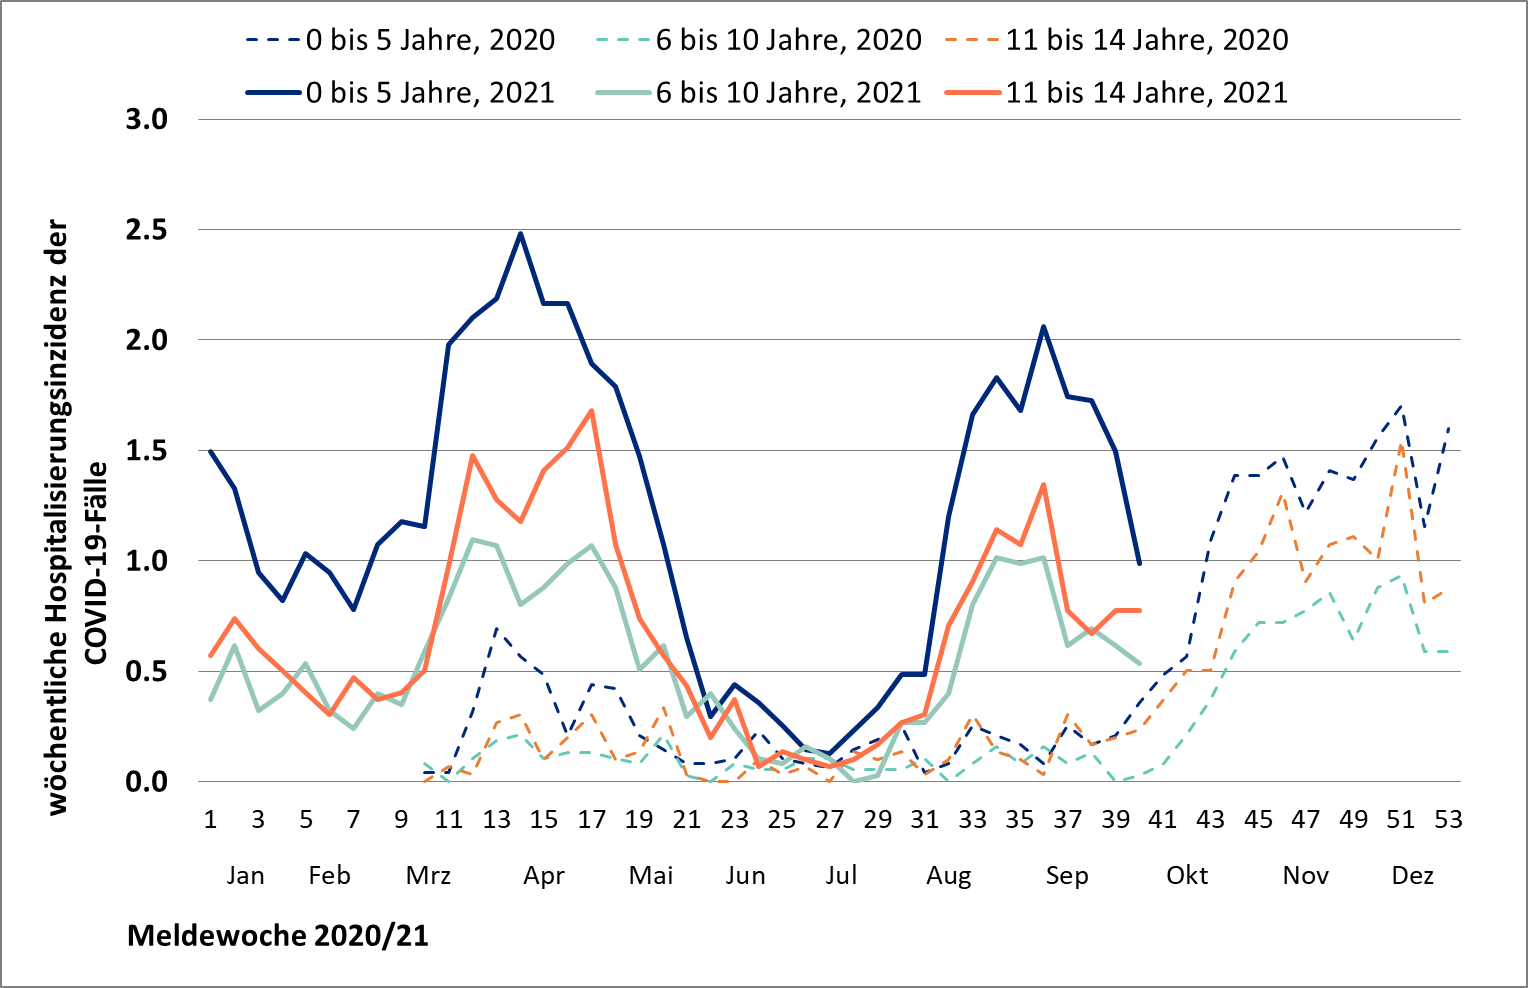 0 bis 5 Jahre, 2020 6 bis 10 Jahre, 2020 11 bis 14 Jahre, 2020
0 bis 5 Jahre, 2021 6 bis 10 Jahre, 2021 11 bis 14 Jahre, 2021
wöchentliche Hospitalisierungsinzidenz der
COVID-19-Fälle
3.0
2.5
2.0
1.5
1.0
0.5
0.0
1 3 5 7 9 11 13 15 17 19 21 23 25 27 29 31 33 35 37 39 41 43 45 47 49 51 53
Jan Feb Mrz Apr Mai Jun Jul Aug Sep Okt Nov Dez
Meldewoche 2020/21